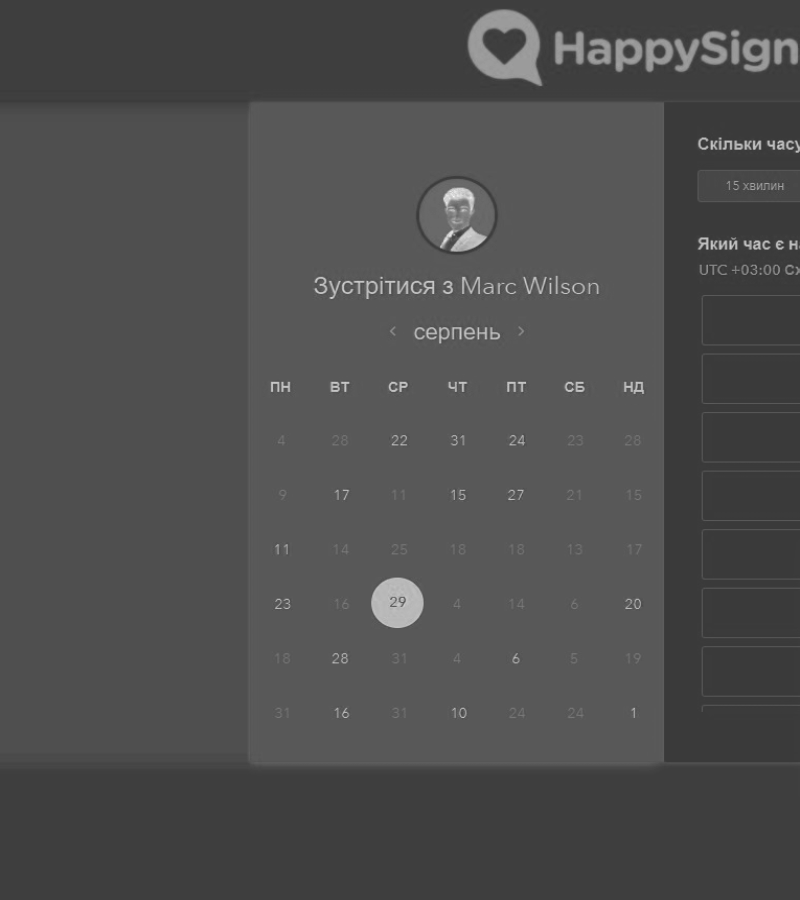 HappySign
Скільки часу
15 хвилин
Який час є на
UTC +03:00 Сх
Зустрітися з Marc Wilson
серпень
ПН ВТ СР ЧТ ПТ СБ НД
4 28 22 31 24 23 28
9 17 11 15 27 21 15
11 14 25 18 18 13 17
23 16 29 4 14 6 20
18 28 31 4 6 5 19
31 16 31 10 24 24 1